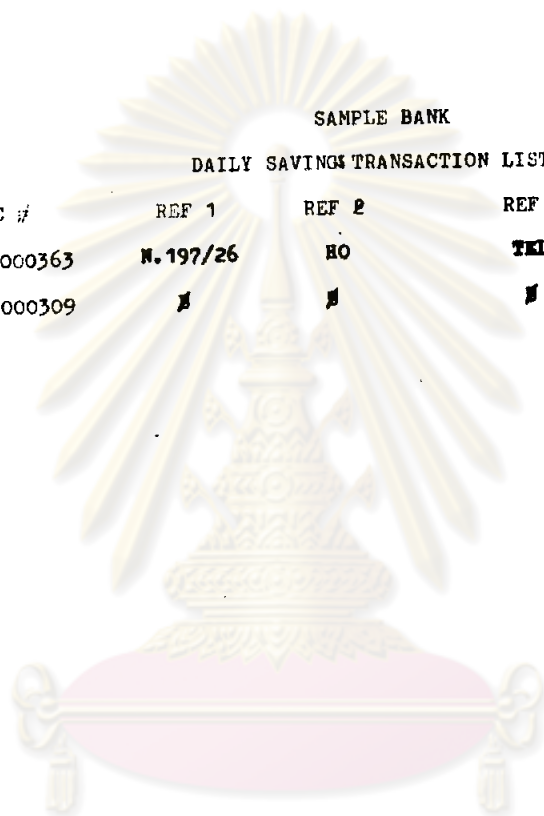 SAMPLE BANK
DAILY SAVINGS TRANSACTION LIST
C # REF 1 REF 2 REF
000363 N.197/26 HO
000309 Ø Ø Ø